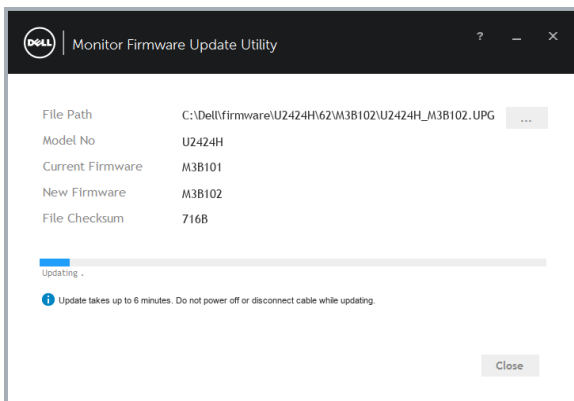 DELL Monitor Firmware Update Utility ? _ X
File Path C:\Dell\firmware\U2424H\62\M3B102\U2424H_M3B102.UPG ...
Model No U2424H
Current Firmware M3B101
New Firmware M3B102
File Checksum 716B
Updating .
i Update takes up to 6 minutes. Do not power off or disconnect cable while updating.
Close